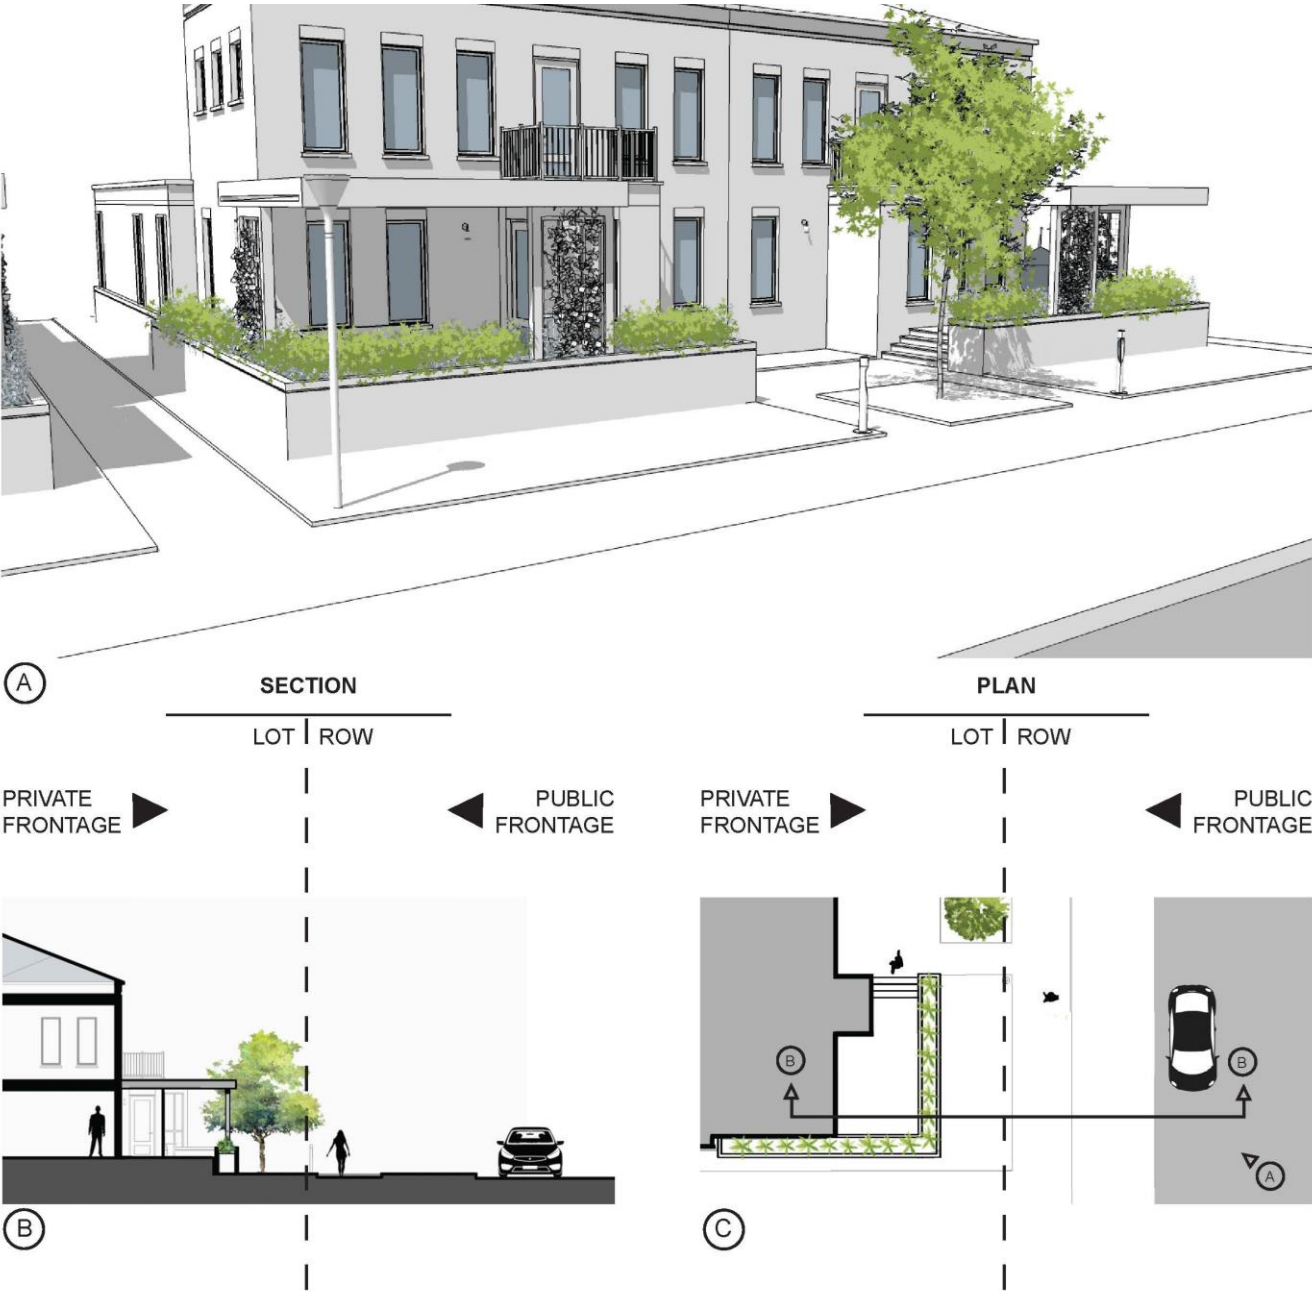 A
SECTION
LOT ROW
PRIVATE
FRONTAGE
PUBLIC
FRONTAGE
B
PLAN
LOT ROW
PRIVATE
FRONTAGE
PUBLIC
FRONTAGE
B
B
A
C